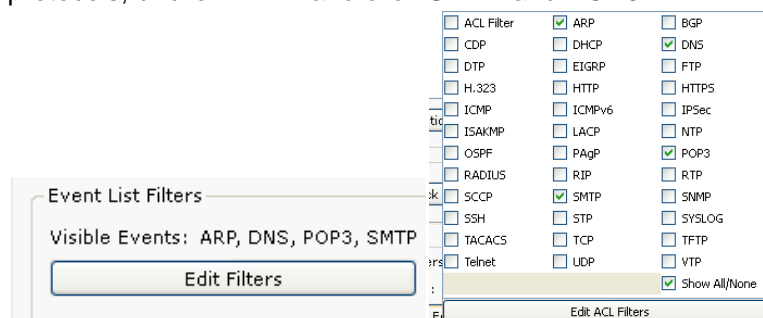 ACL Filter ARP BGP
CDP DHCP DNS
DTP EIGRP FTP
H.323 HTTP HTTPS
ICMP ICMPv6 IPSec
ISAKMP LACP NTP
OSPF PAgP POP3
RADIUS RIP RTP
SCCP SMTP SNMP
SSH STP SYSLOG
TACACS TCP TFTP
Telnet UDP VTP
Show All/None
Edit ACL Filters
Event List Filters
Visible Events: ARP, DNS, POP3, SMTP
Edit Filters